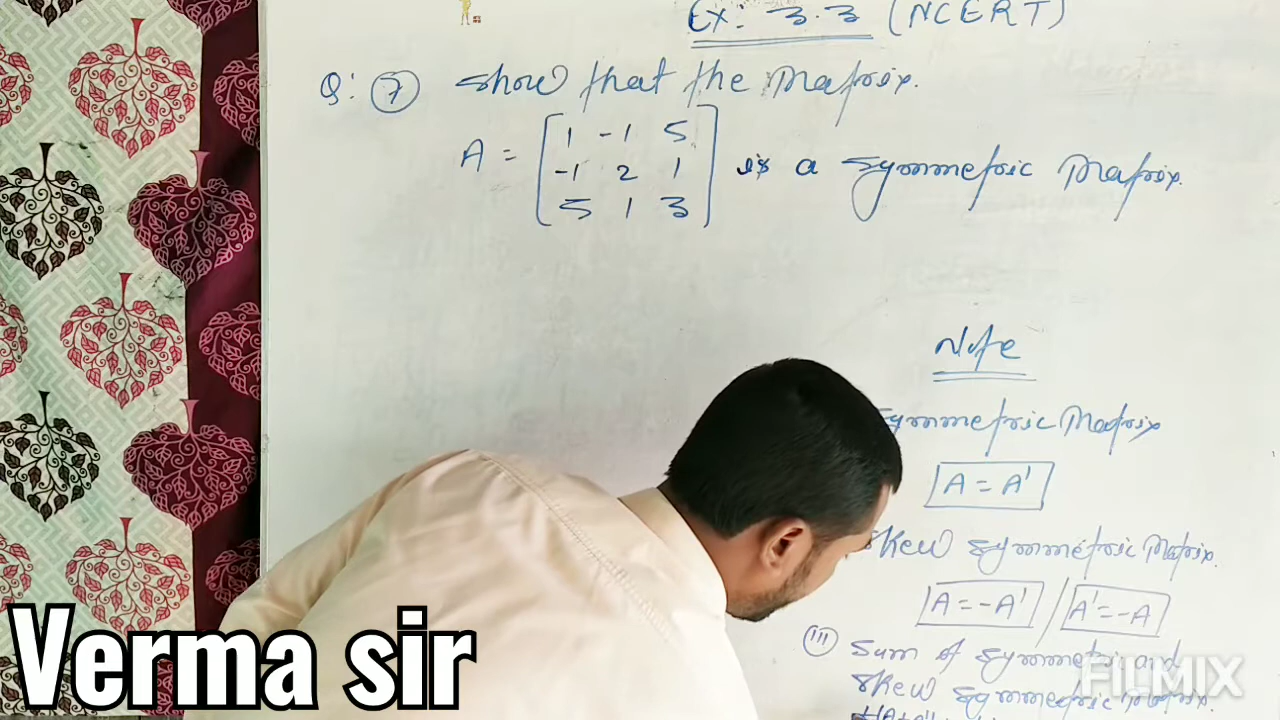 Ex: 3.3 (NCERT)
Q: 7 Show that the Matrix.
A = [1 -1 5
-1 2 1
5 1 3] is a Symmetric Matrix.
Note
Symmetric Matrix
A = A'
Skew Symmetric Matrix.
A = -A' / A' = -A
(iii) Sum of Symmetric and
Skew Symmetric Matrix.
Verma sir
FILMIX